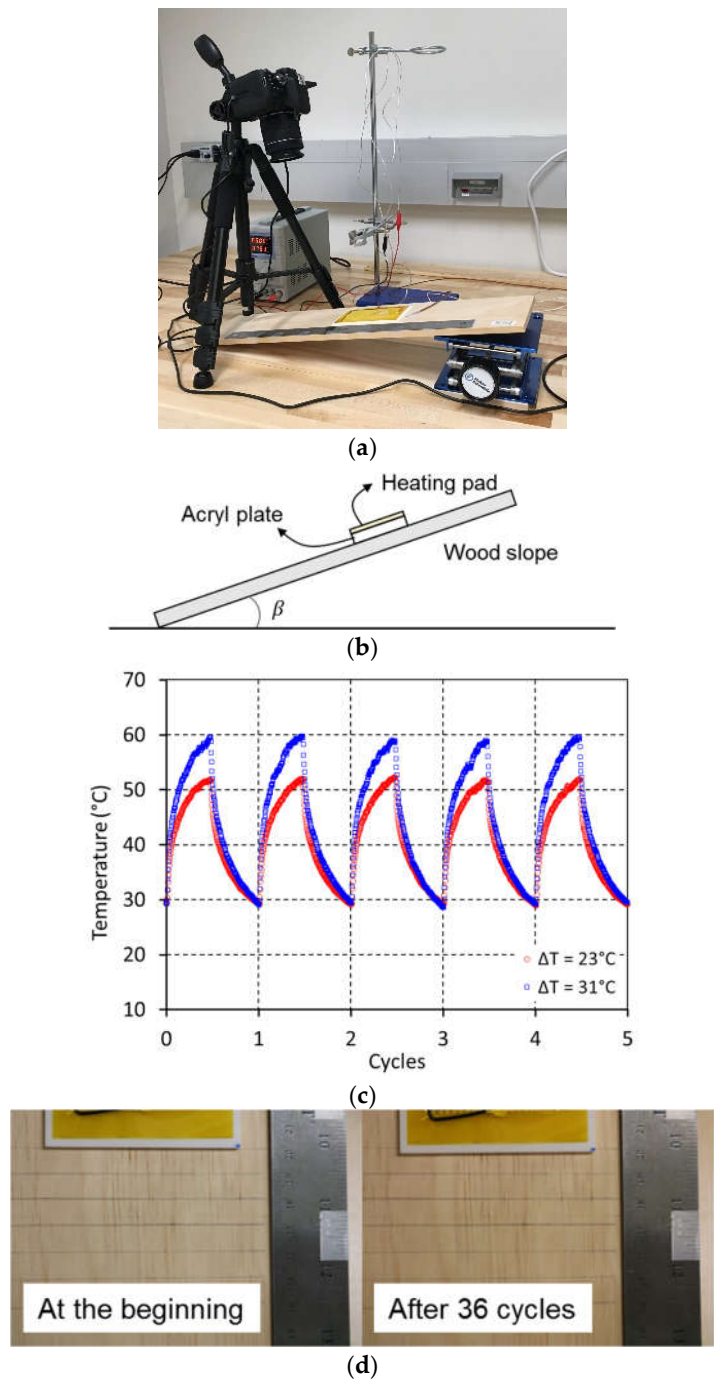 (a)
Heating pad
Acryl plate
Wood slope
β
(b)
70
60
50
40
30
20
10
Temperature (°C)
ΔT = 23°C
ΔT = 31°C
0 1 2 3 4 5
Cycles
(c)
At the beginning
After 36 cycles
(d)